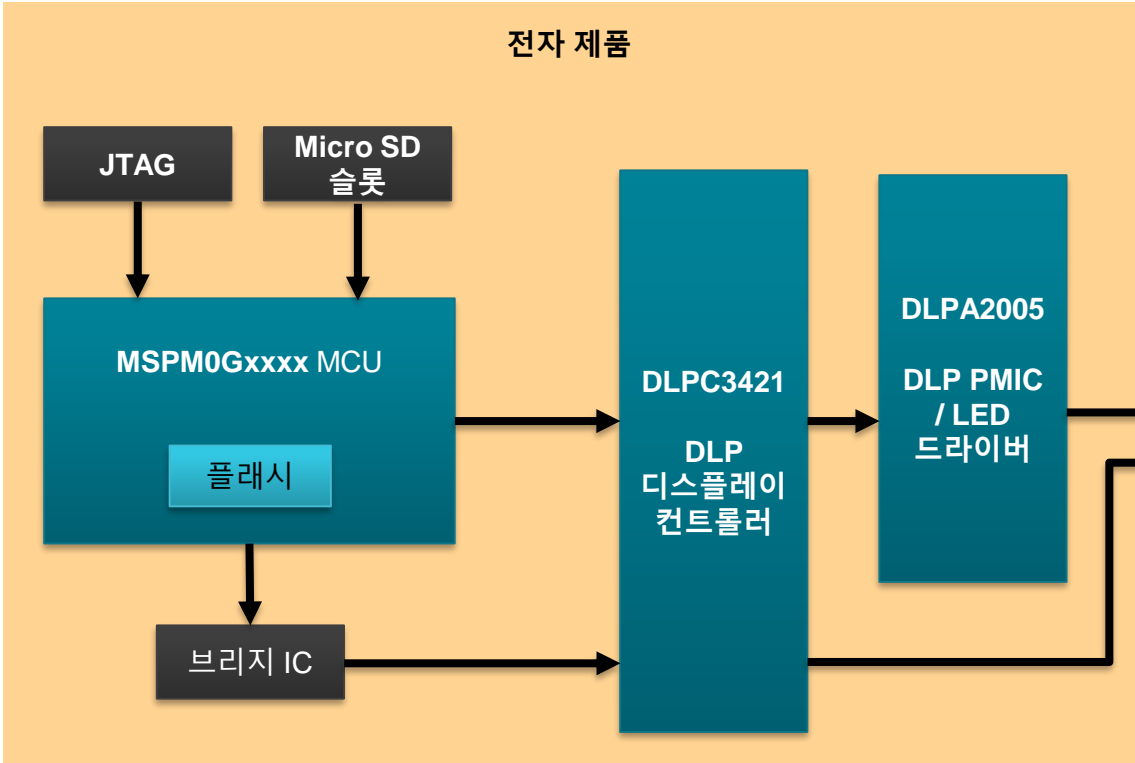 전자 제품
JTAG
Micro SD
슬롯
MSPM0Gxxxx MCU
플래시
브리지 IC
DLPC3421
DLP
디스플레이
컨트롤러
DLPA2005
DLP PMIC
/ LED
드라이버